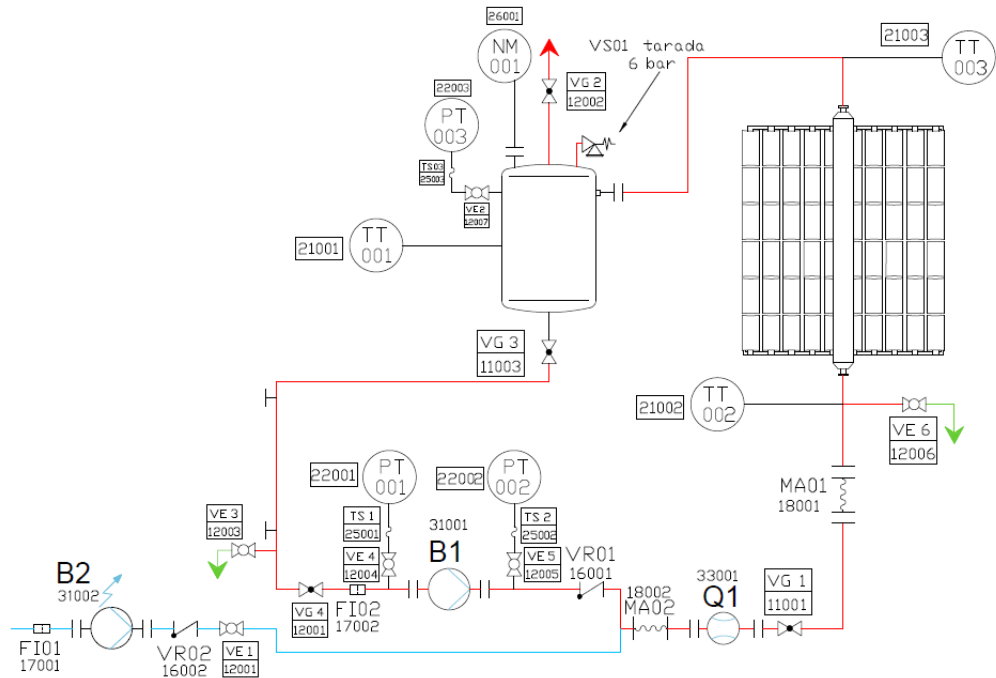 26001
NM
001
VS01 tarada
6 bar
21003
TT
003
VG 2
12002
22003
PT
003
TS03
25003
VE2
12007
21001
TT
001
VG 3
11003
21002
TT
002
VE 6
12006
MA01
18001
22001
PT
001
22002
PT
002
TS 1
25001
TS 2
25002
VE 3
12003
31001
B1
VE 4
12004
VE 5
12005
VR01
16001
B2
31002
VG 4
12001
FI02
17002
18002
MA02
33001
Q1
VG 1
11001
FI01
17001
VR02
16002
VE 1
12001